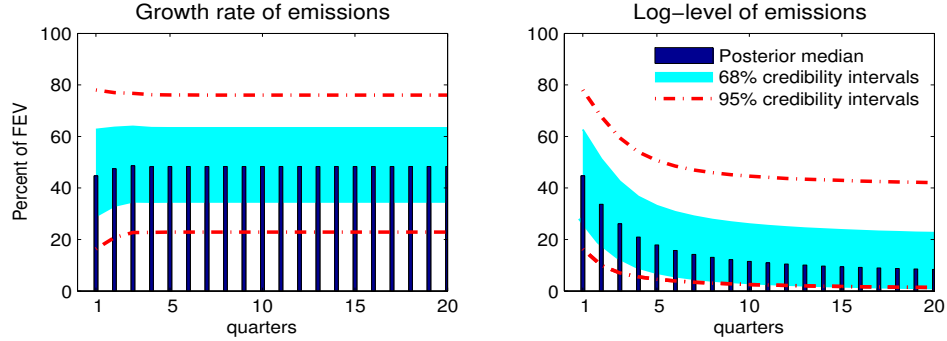 Growth rate of emissions
Percent of FEV
100
80
60
40
20
0
1 5 10 15 20
quarters
Log-level of emissions
Posterior median
68% credibility intervals
95% credibility intervals
100
80
60
40
20
0
1 5 10 15 20
quarters